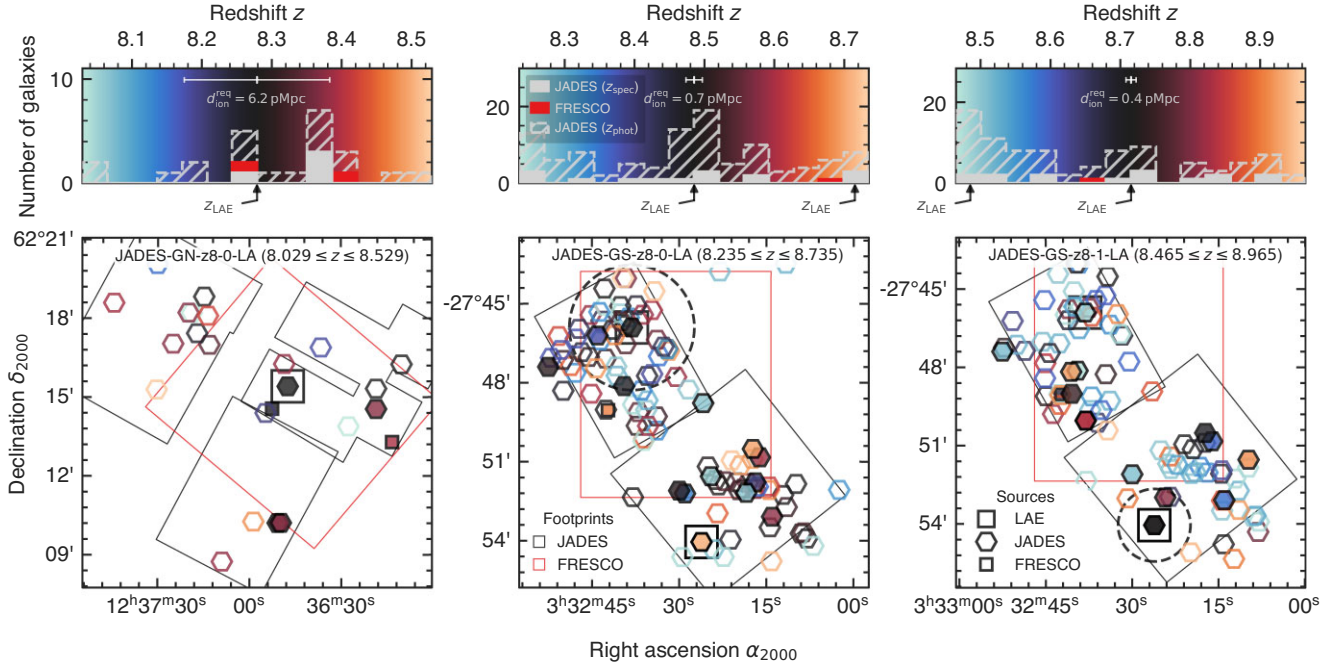 Redshift z
Redshift z
Redshift z
8.1 8.2 8.3 8.4 8.5
8.3 8.4 8.5 8.6 8.7
8.5 8.6 8.7 8.8 8.9
Number of galaxies
10
5
0
d_ion^req = 6.2 pMpc
z_LAE
20
0
JADES (z_spec)
FRESCO
JADES (z_phot)
d_ion^req = 0.7 pMpc
z_LAE
z_LAE
20
0
d_ion^req = 0.4 pMpc
z_LAE
z_LAE
Declination δ₂₀₀₀
62°21'
18'
15'
12'
09'
JADES-GN-z8-0-LA (8.029 ≤ z ≤ 8.529)
12ʰ37ᵐ30ˢ 00ˢ 36ᵐ30ˢ
JADES-GS-z8-0-LA (8.235 ≤ z ≤ 8.735)
-27°45'
48'
51'
54'
Footprints
JADES
FRESCO
3ʰ32ᵐ45ˢ 30ˢ 15ˢ 00ˢ
JADES-GS-z8-1-LA (8.465 ≤ z ≤ 8.965)
-27°45'
48'
51'
54'
Sources
LAE
JADES
FRESCO
3ʰ33ᵐ00ˢ 32ᵐ45ˢ 30ˢ 15ˢ 00ˢ
Right ascension α₂₀₀₀